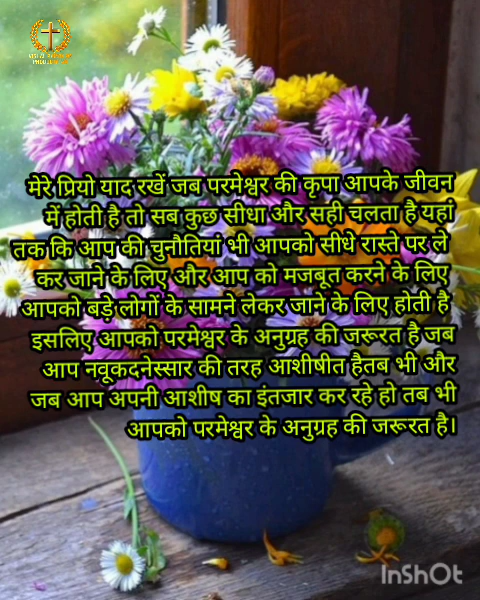 मेरे प्रियो याद रखें जब परमेश्वर की कृपा आपके जीवन
में होती है तो सब कुछ सीधा और सही चलता है यहां
तक कि आप की चुनौतियां भी आपको सीधे रास्ते पर ले
कर जाने के लिए और आप को मजबूत करने के लिए
आपको बड़े लोगों के सामने लेकर जाने के लिए होती है
इसलिए आपको परमेश्वर के अनुग्रह की जरूरत है जब
आप नवूकदनेस्सार की तरह आशीषीत हैतब भी और
जब आप अपनी आशीष का इंतजार कर रहे हो तब भी
आपको परमेश्वर के अनुग्रह की जरूरत है।
InShOt